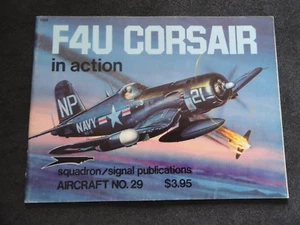 F4U CORSAIR
in action
NP
NAVY
21
squadron/signal publications
AIRCRAFT NO. 29 $3.95